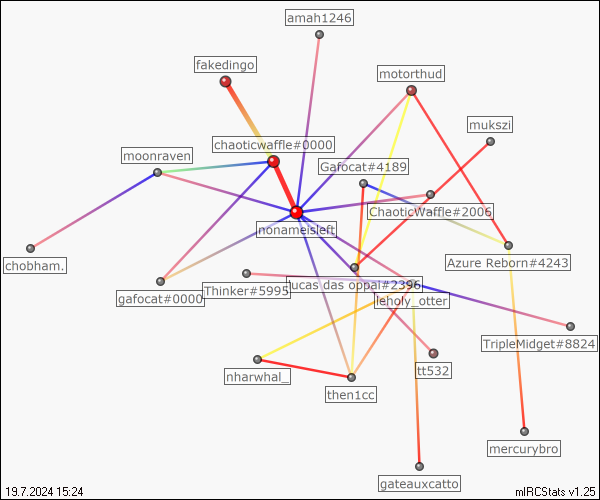 amah1246
fakedingo
motorthud
mukszi
chaoticwaffle#0000
moonraven
Gafocat#4189
ChaoticWaffle#2006
nonameisleft
chobham.
Azure Reborn#4243
gafocat#0000
Thinker#5995
lucas das oppai#2396
leholy_otter
TripleMidget#8824
nharwhal_
tt532
then1cc
mercurybro
gateauxcatto
19.7.2024 15:24
mIRCStats v1.25